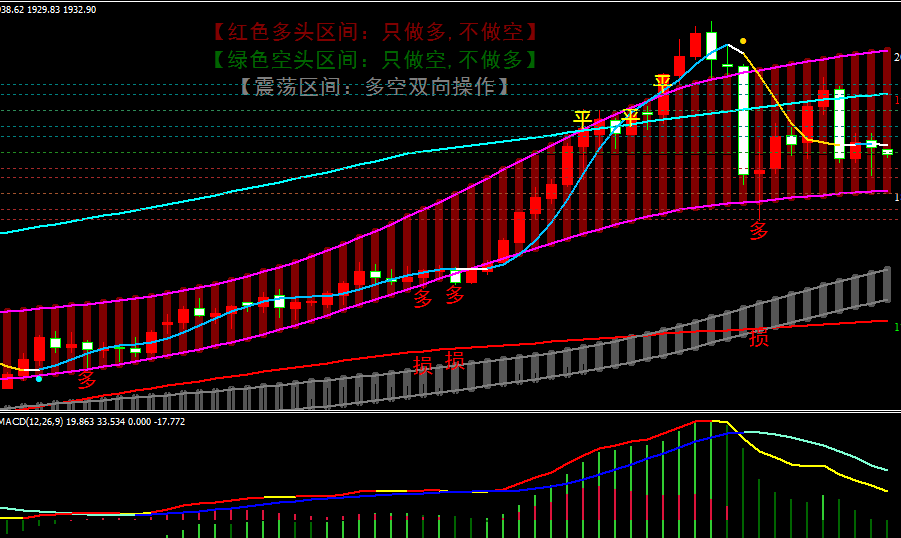 938.62 1929.83 1932.90
【红色多头区间：只做多,不做空】
【绿色空头区间：只做空,不做多】
【震荡区间：多空双向操作】
平
平
平
多
多
多
多
损
损
损
MACD(12,26,9) 19.863 33.534 0.000 -17.772